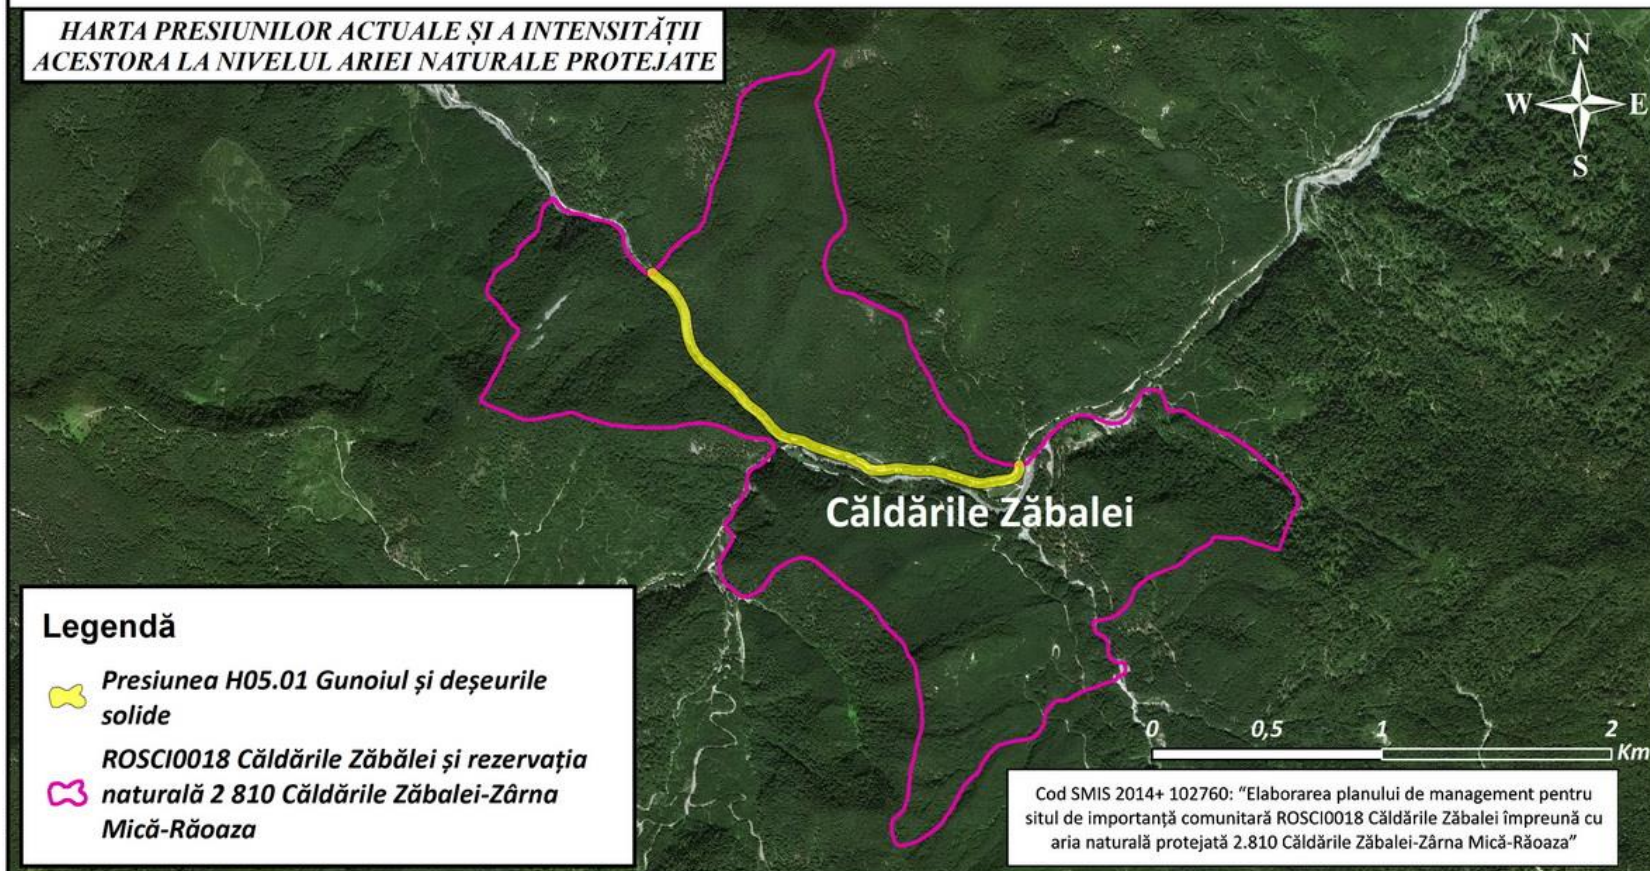 HARTA PRESIUNILOR ACTUALE ȘI A INTENSITĂȚII
ACESTORA LA NIVELUL ARIEI NATURALE PROTEJATE
N
W
E
S
Căldările Zăbalei
Legendă
Presiunea H05.01 Gunoiul și deșeurile
solide
ROSCI0018 Căldările Zăbălei și rezervația
naturală 2 810 Căldările Zăbalei-Zârna
Mică-Răoaza
0
0,5
1
2
Km
Cod SMIS 2014+ 102760: “Elaborarea planului de management pentru
situl de importanță comunitară ROSCI0018 Căldările Zăbalei împreună cu
aria naturală protejată 2.810 Căldările Zăbalei-Zârna Mică-Răoaza”